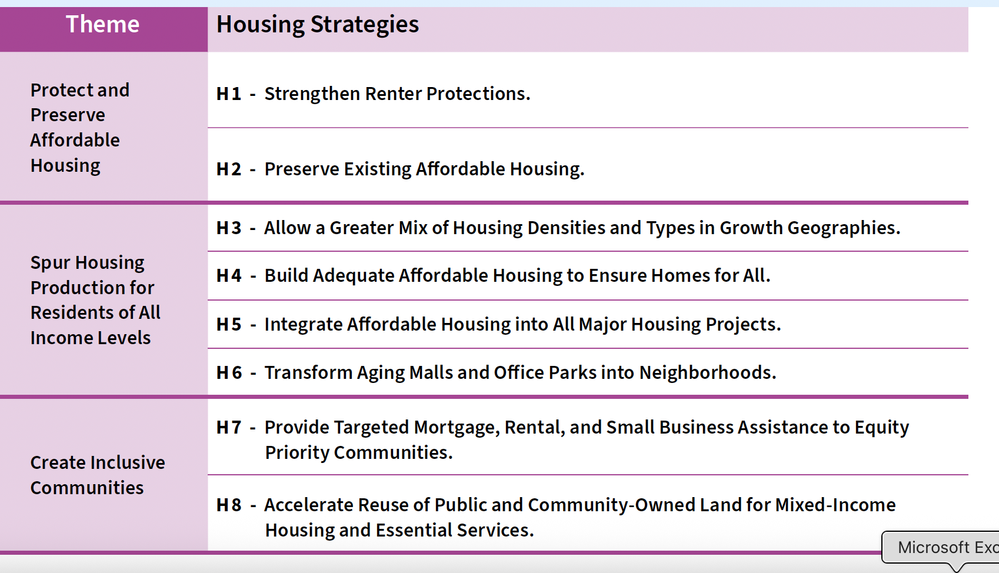 Theme
Housing Strategies
Protect and
Preserve
Affordable
Housing
H1 - Strengthen Renter Protections.
H2 - Preserve Existing Affordable Housing.
Spur Housing
Production for
Residents of All
Income Levels
H3 - Allow a Greater Mix of Housing Densities and Types in Growth Geographies.
H4 - Build Adequate Affordable Housing to Ensure Homes for All.
H5 - Integrate Affordable Housing into All Major Housing Projects.
H6 - Transform Aging Malls and Office Parks into Neighborhoods.
Create Inclusive
Communities
H7 - Provide Targeted Mortgage, Rental, and Small Business Assistance to Equity
Priority Communities.
H8 - Accelerate Reuse of Public and Community-Owned Land for Mixed-Income
Housing and Essential Services.
Microsoft Exc